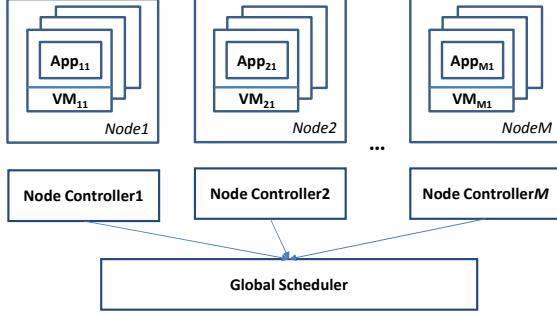 App11
VM11
Node1
App21
VM21
Node2
...
AppM1
VMM1
NodeM
Node Controller1
Node Controller2
Node ControllerM
Global Scheduler